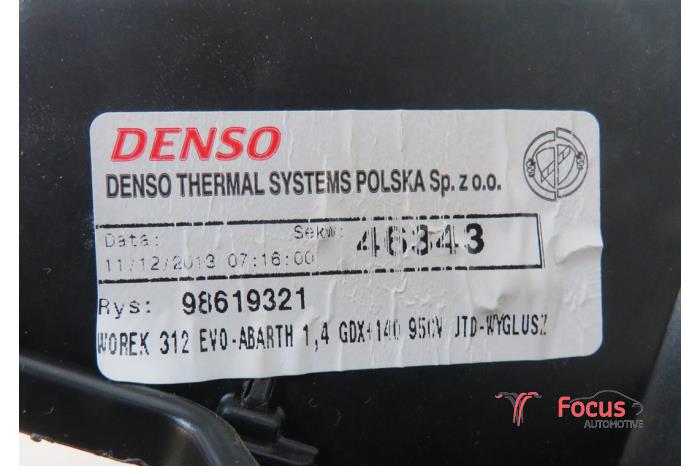 DENSO
DENSO THERMAL SYSTEMS POLSKA Sp. z o.o.
Data: Sekw: 46343
11/12/2013 07:16:00
Rys: 98619321
WOREK 312 EVO-ABARTH 1,4 GDX+140 95CV JTD-WYGLUSZ
Focus
AUTOMOTIVE